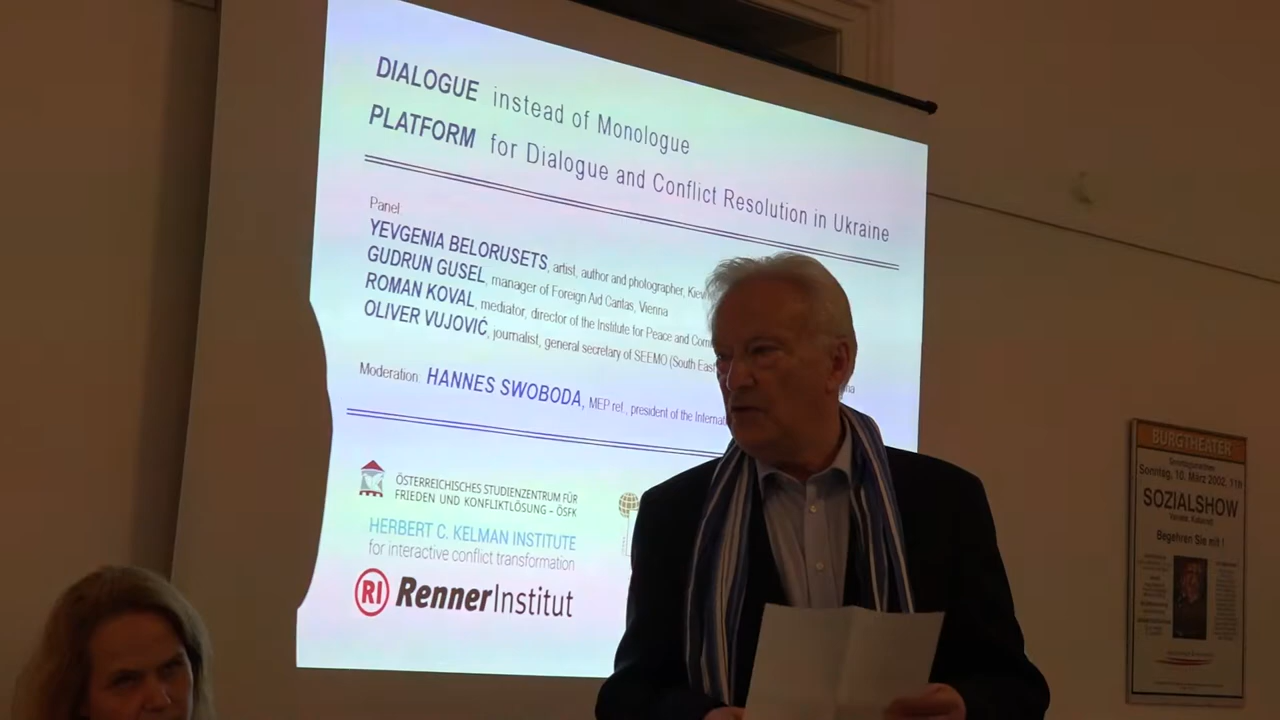 DIALOGUE instead of Monologue
PLATFORM for Dialogue and Conflict Resolution in Ukraine
Panel
YEVGENIA BELORUSETS, artist, author and photographer, Kiev
GUDRUN GUSEL, manager of Foreign Aid Caritas, Vienna
ROMAN KOVAL, mediator, director of the Institute for Peace and Com
OLIVER VUJOVIĆ, journalist, general secretary of SEEMO (South East
Moderation: HANNES SWOBODA, MEP ref., president of the Internat
ÖSTERREICHISCHES STUDIENZENTRUM FÜR
FRIEDEN UND KONFLIKTLÖSUNG - ÖSFK
HERBERT C. KELMAN INSTITUTE
for interactive conflict transformation
RI RennerInstitut
BURGTHEATER
Sonntag, 10. März 2002, 11h
SOZIALSHOW
Begehren Sie mit !